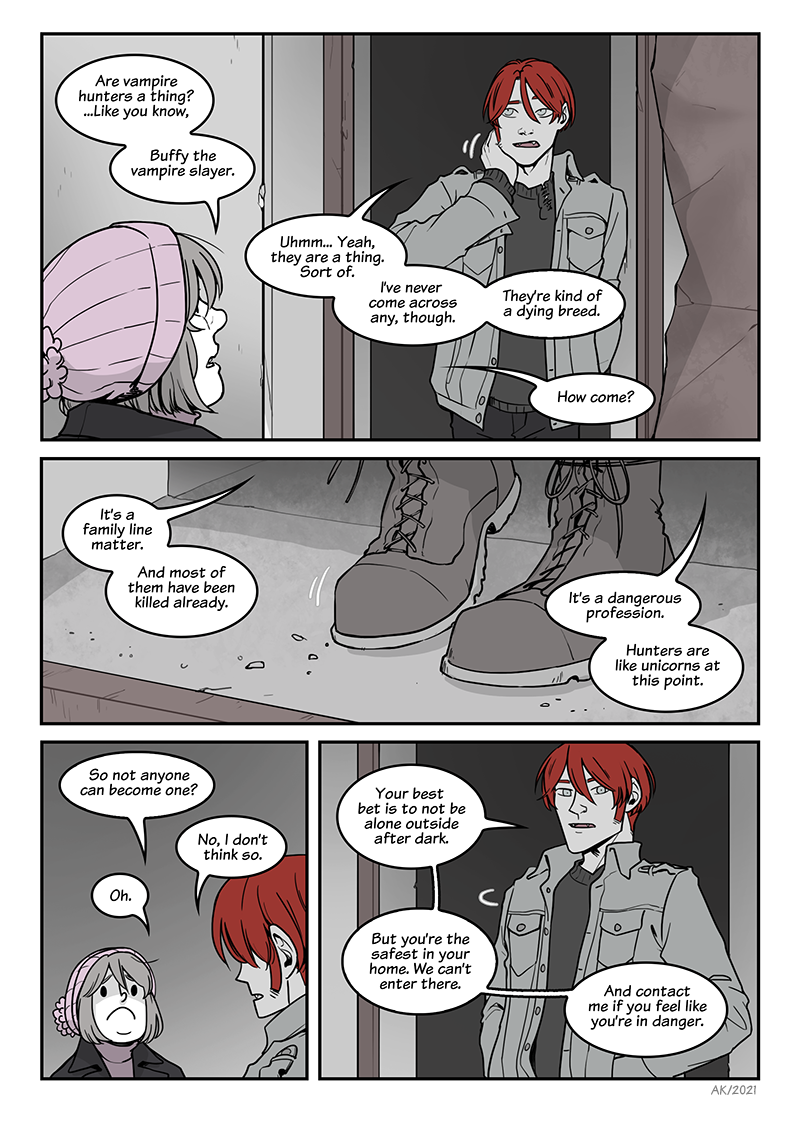 Are vampire
hunters a thing?
...Like you know,
Buffy the
vampire slayer.
Uhmm... Yeah,
they are a thing.
Sort of.
I've never
come across
any, though.
They're kind of
a dying breed.
How come?
It's a
family line
matter.
And most of
them have been
killed already.
It's a dangerous
profession.
Hunters are
like unicorns at
this point.
So not anyone
can become one?
No, I don't
think so.
Oh.
Your best
bet is to not be
alone outside
after dark.
But you're the
safest in your
home. We can't
enter there.
And contact
me if you feel like
you're in danger.
AK/2021